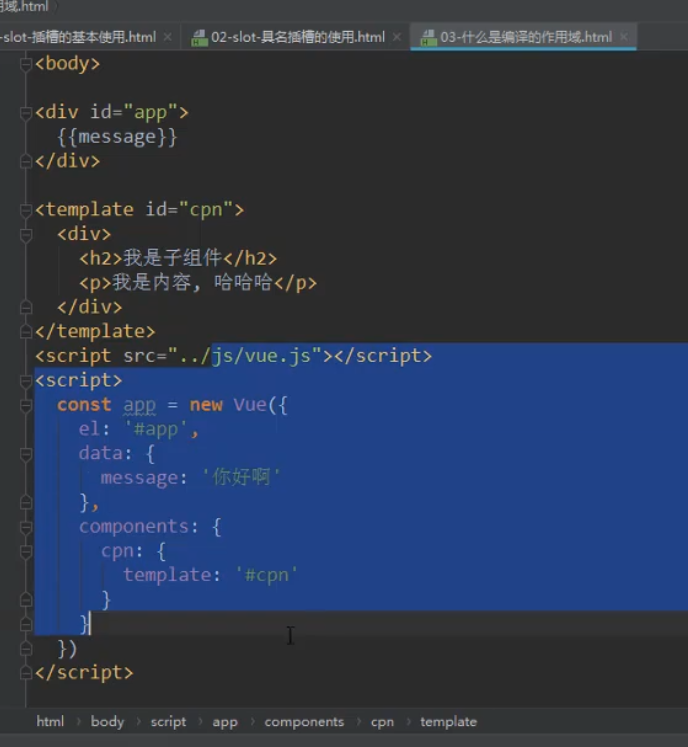 域.html
-slot-插槽的基本使用.html × 02-slot-具名插槽的使用.html × 03-什么是编译的作用域.html ×
<body>
<div id="app">
{{message}}
</div>
<template id="cpn">
<div>
<h2>我是子组件</h2>
<p>我是内容, 哈哈哈</p>
</div>
</template>
<script src="../js/vue.js"></script>
<script>
const app = new Vue({
el: '#app',
data: {
message: '你好啊'
},
components: {
cpn: {
template: '#cpn'
}
}
})
</script>
html › body › script › app › components › cpn › template